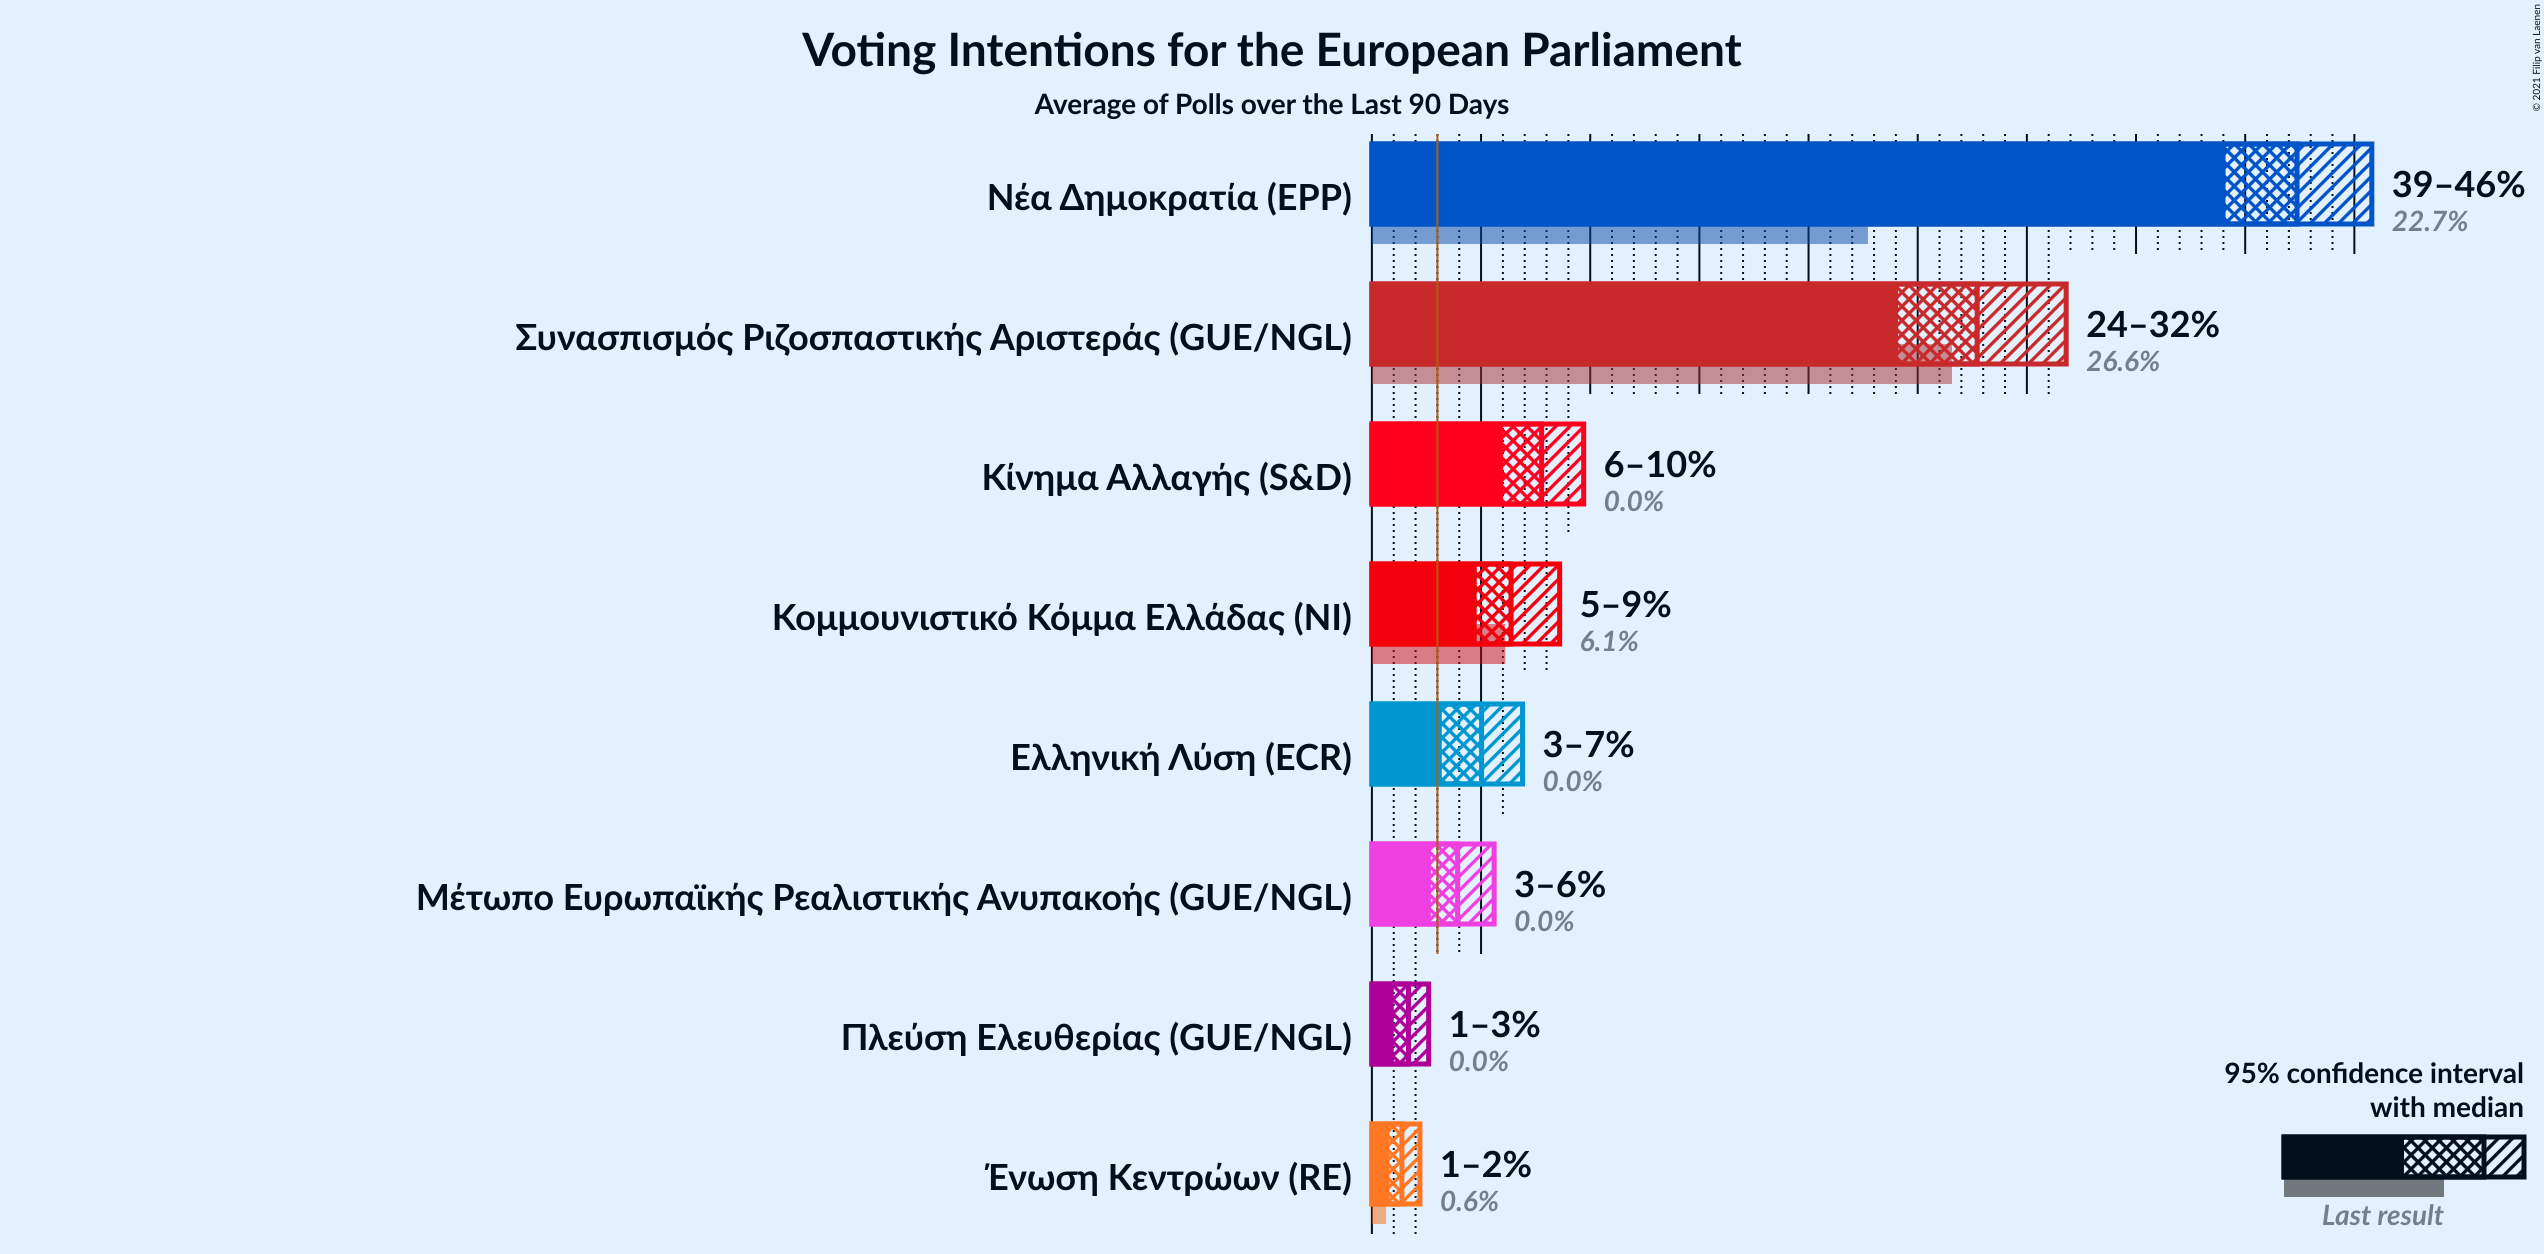 Voting Intentions for the European Parliament
Average of Polls over the Last 90 Days
© 2021 Filip van Laenen
Νέα Δημοκρατία (EPP)
39–46%
22.7%
Συνασπισμός Ριζοσπαστικής Αριστεράς (GUE/NGL)
24–32%
26.6%
Κίνημα Αλλαγής (S&D)
6–10%
0.0%
Κομμουνιστικό Κόμμα Ελλάδας (NI)
5–9%
6.1%
Ελληνική Λύση (ECR)
3–7%
0.0%
Μέτωπο Ευρωπαϊκής Ρεαλιστικής Ανυπακοής (GUE/NGL)
3–6%
0.0%
Πλεύση Ελευθερίας (GUE/NGL)
1–3%
0.0%
Ένωση Κεντρώων (RE)
1–2%
0.6%
95% confidence interval
with median
Last result